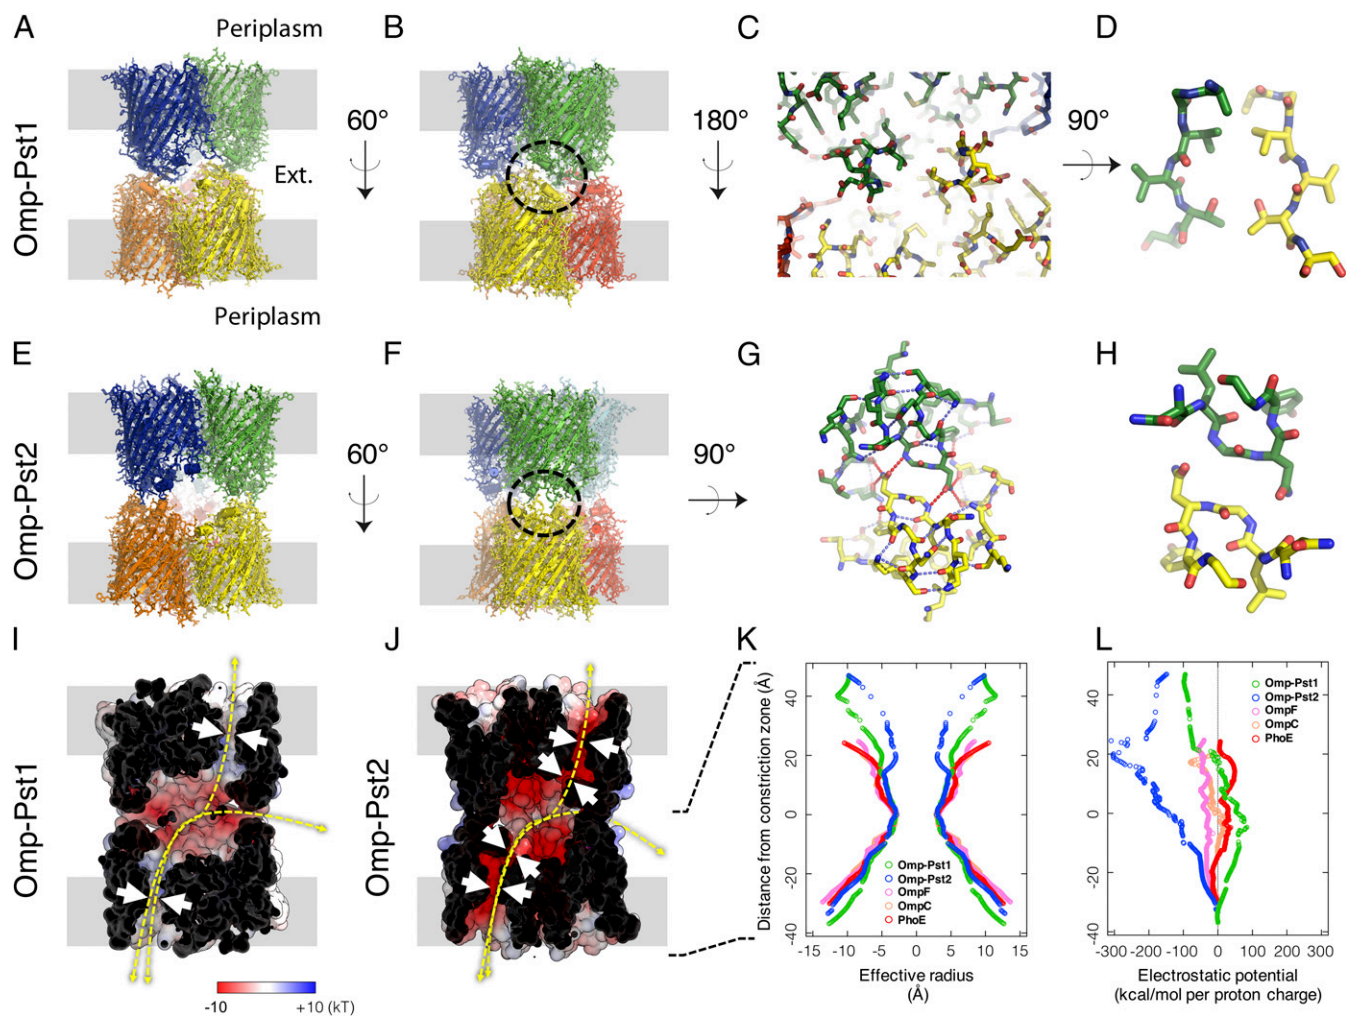 A
Periplasm
B
C
D
Omp-Pst1
60°
Ext.
180°
90°
Periplasm
E
F
G
H
Omp-Pst2
60°
90°
I
J
K
L
Omp-Pst1
Omp-Pst2
-10
+10 (kT)
Distance from constriction zone (Å)
40
20
0
-20
-40
Omp-Pst1
Omp-Pst2
OmpF
OmpC
PhoE
-15 -10 -5 0 5 10 15
Effective radius
(Å)
40
20
0
-20
-40
Omp-Pst1
Omp-Pst2
OmpF
OmpC
PhoE
-300 -200 -100 0 100 200 300
Electrostatic potential
(kcal/mol per proton charge)